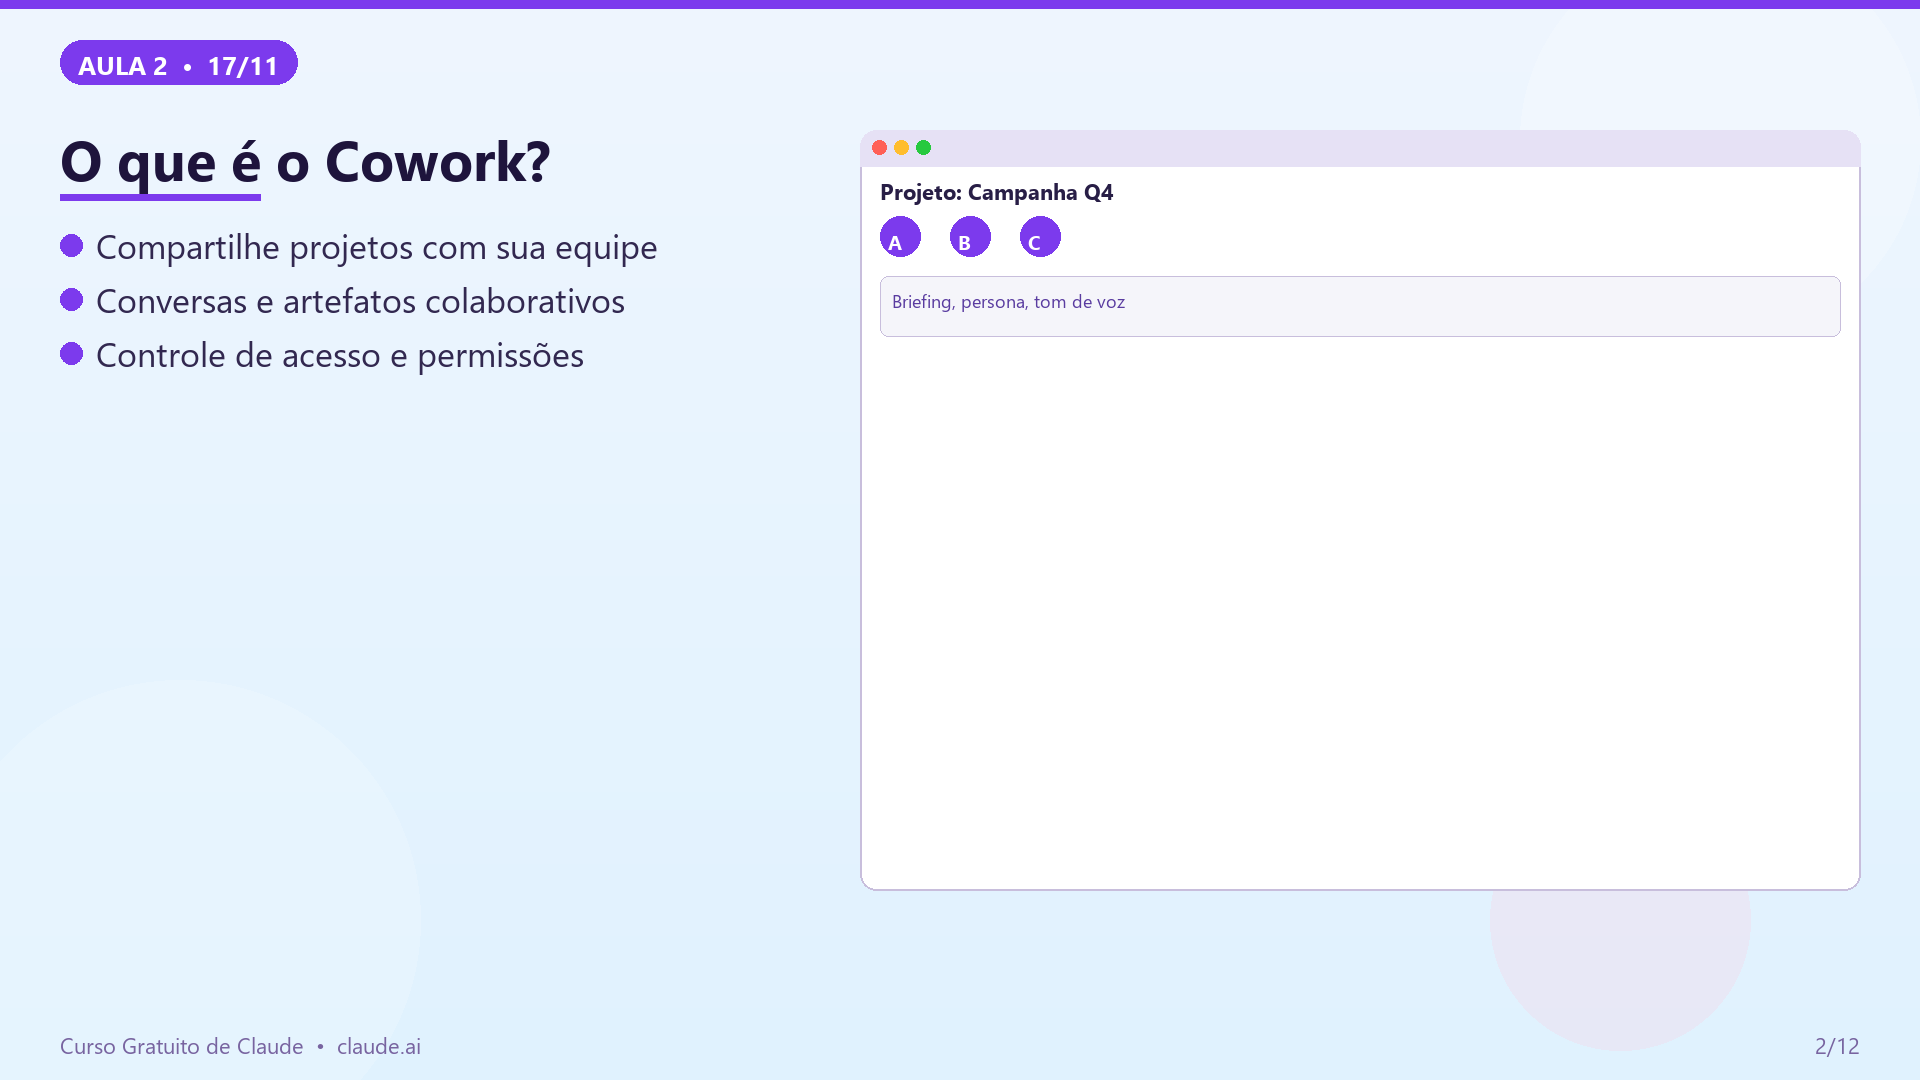 AULA 2 • 17/11
O que é o Cowork?
Compartilhe projetos com sua equipe
Conversas e artefatos colaborativos
Controle de acesso e permissões
Projeto: Campanha Q4
A B C
Briefing, persona, tom de voz
Curso Gratuito de Claude • claude.ai
2/12